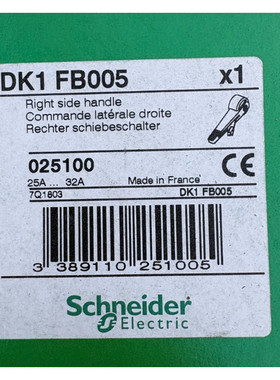 DK1 FB005 x1
Right side handle
Commande latérale droite
Rechter schiebeschalter
025100 CE
25A ... 32A Made in France
7Q1803 DK1 FB005
3 389110 251005
Schneider
Electric